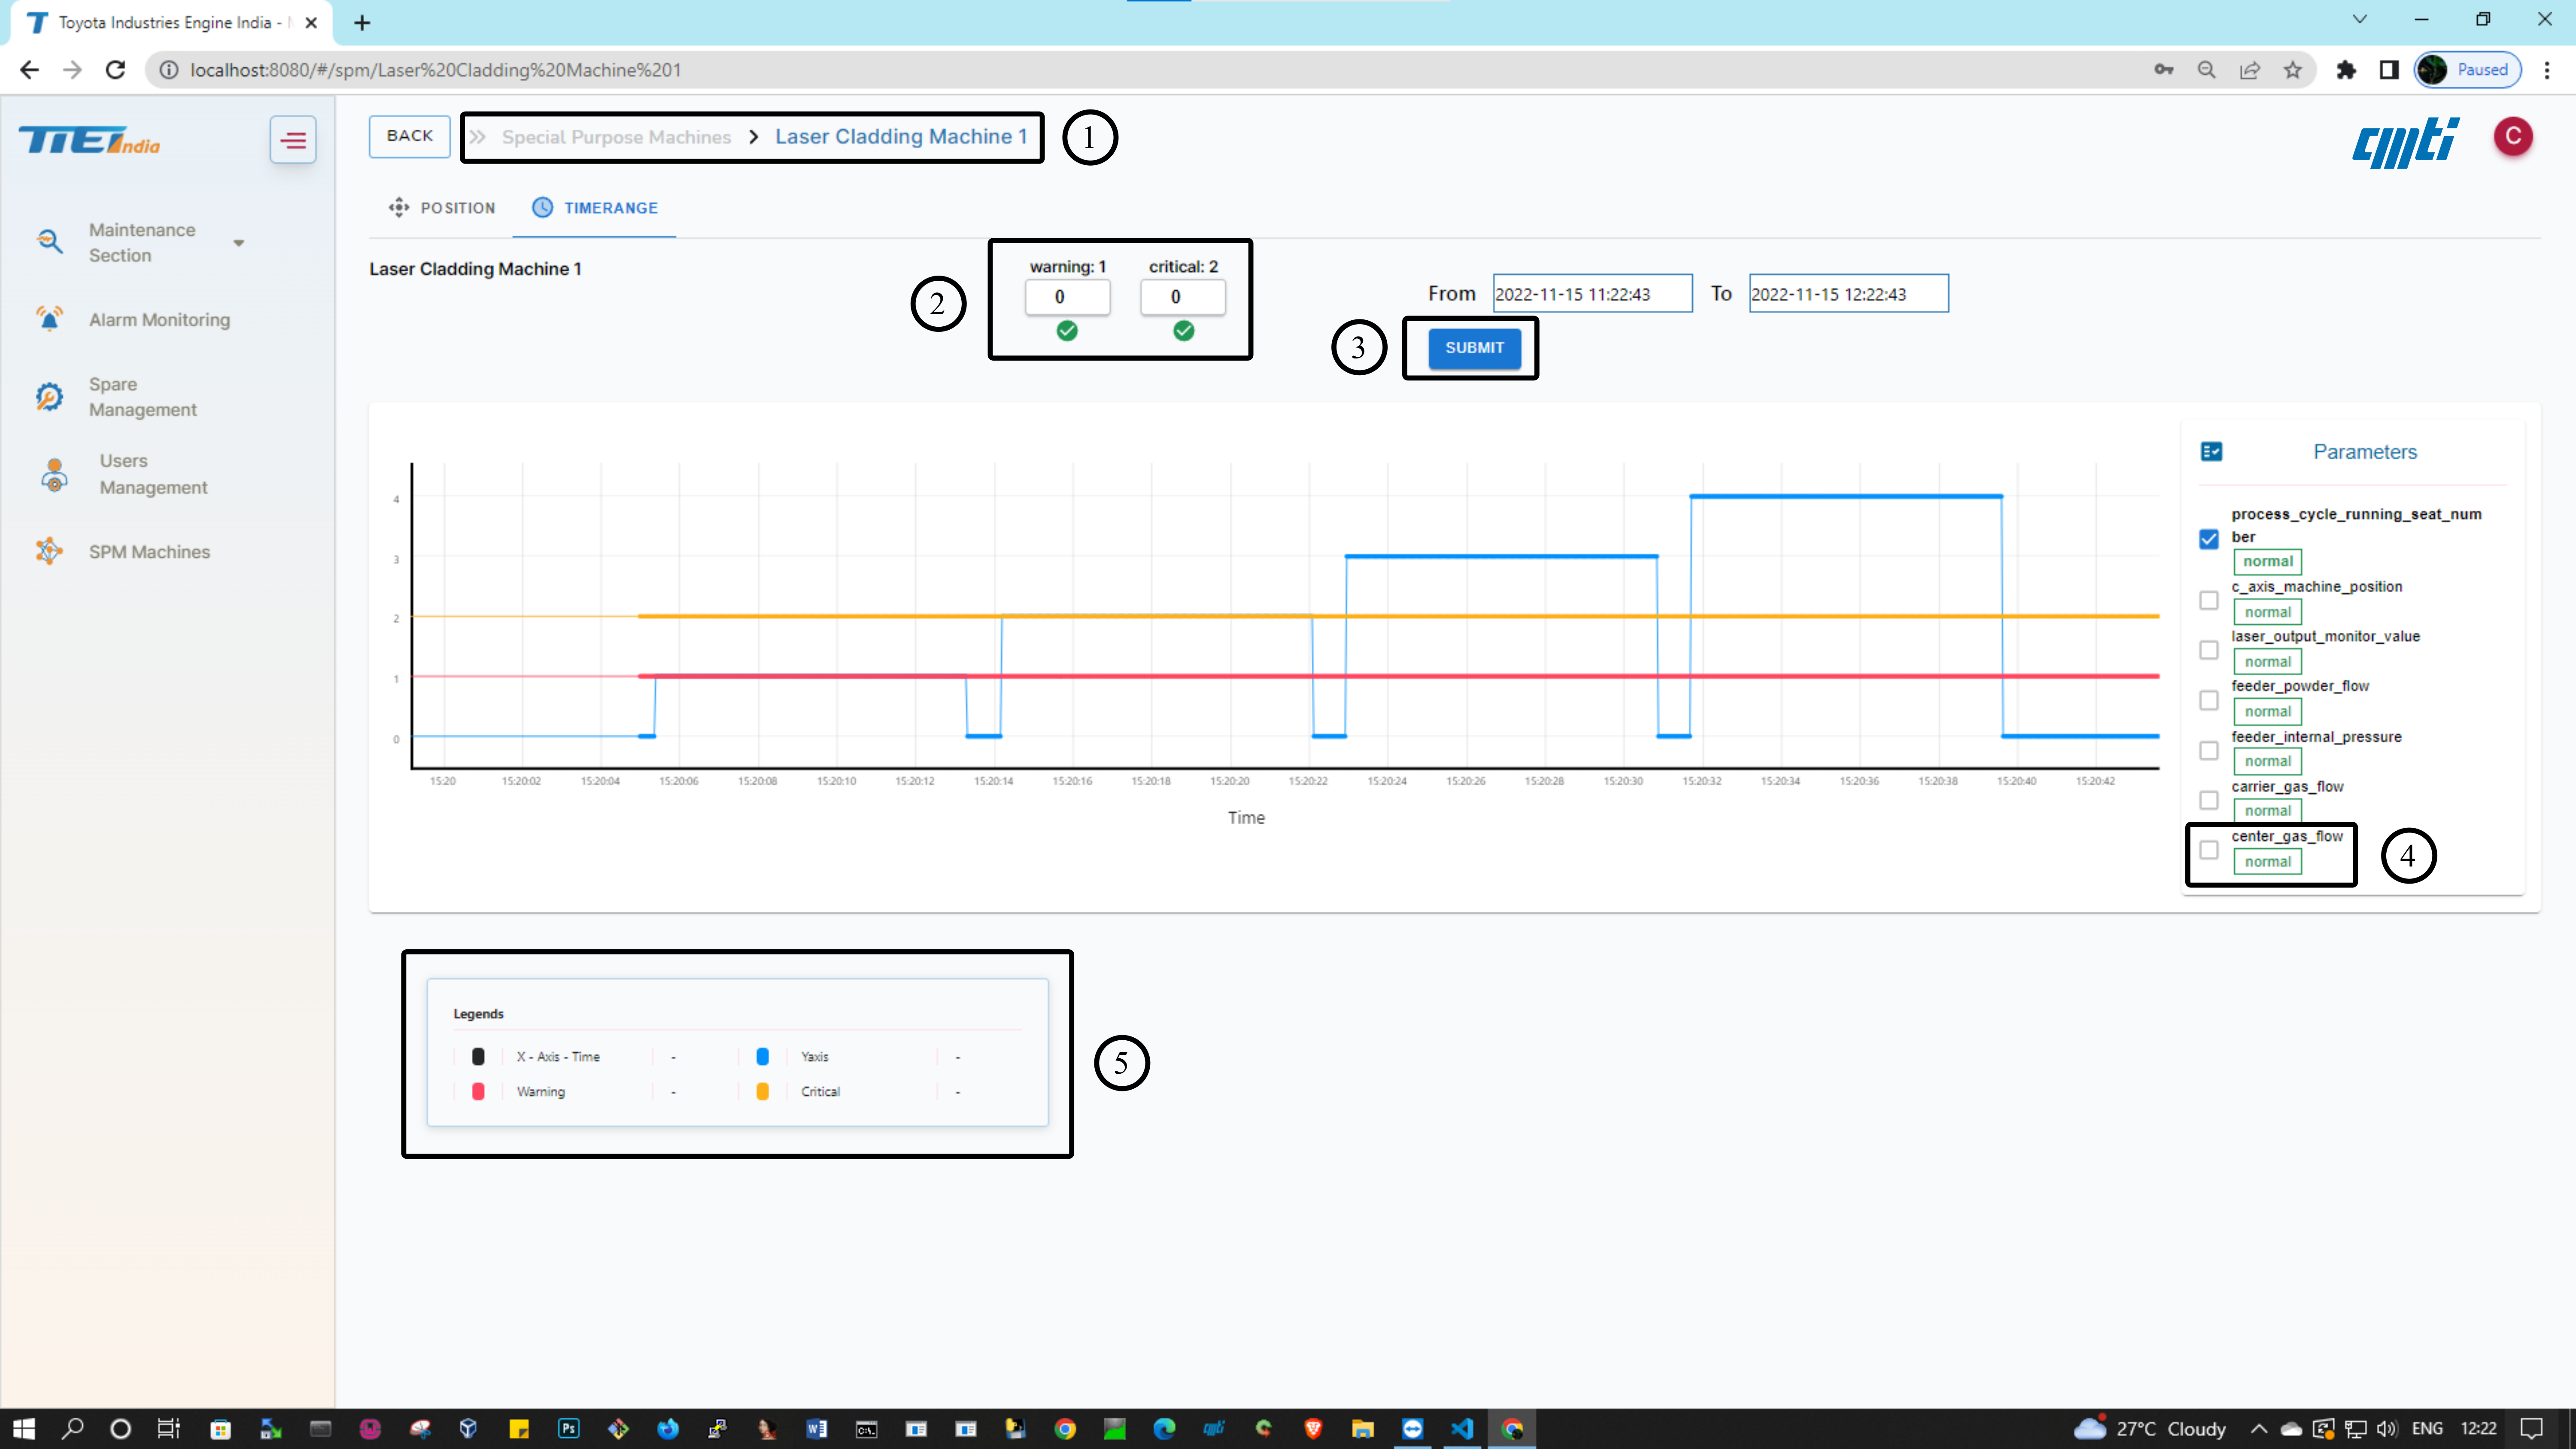 Toyota Industries Engine India -
localhost:8080/#/spm/Laser%20Cladding%20Machine%201
Paused
TIEI India
BACK
Special Purpose Machines
Laser Cladding Machine 1
1
cmti
C
POSITION
TIMERANGE
Maintenance
Section
Alarm Monitoring
Spare
Management
Users
Management
SPM Machines
Laser Cladding Machine 1
2
warning: 1
critical: 2
0
0
From
2022-11-15 11:22:43
To
2022-11-15 12:22:43
3
SUBMIT
4
3
2
1
0
15:20 15:20:02 15:20:04 15:20:06 15:20:08 15:20:10 15:20:12 15:20:14 15:20:16 15:20:18 15:20:20 15:20:22 15:20:24 15:20:26 15:20:28 15:20:30 15:20:32 15:20:34 15:20:36 15:20:38 15:20:40 15:20:42
Time
Parameters
process_cycle_running_seat_num
ber
normal
c_axis_machine_position
normal
laser_output_monitor_value
normal
feeder_powder_flow
normal
feeder_internal_pressure
normal
carrier_gas_flow
normal
center_gas_flow
normal
4
Legends
X - Axis - Time -
Yaxis -
Warning -
Critical -
5
27°C Cloudy
ENG
12:22